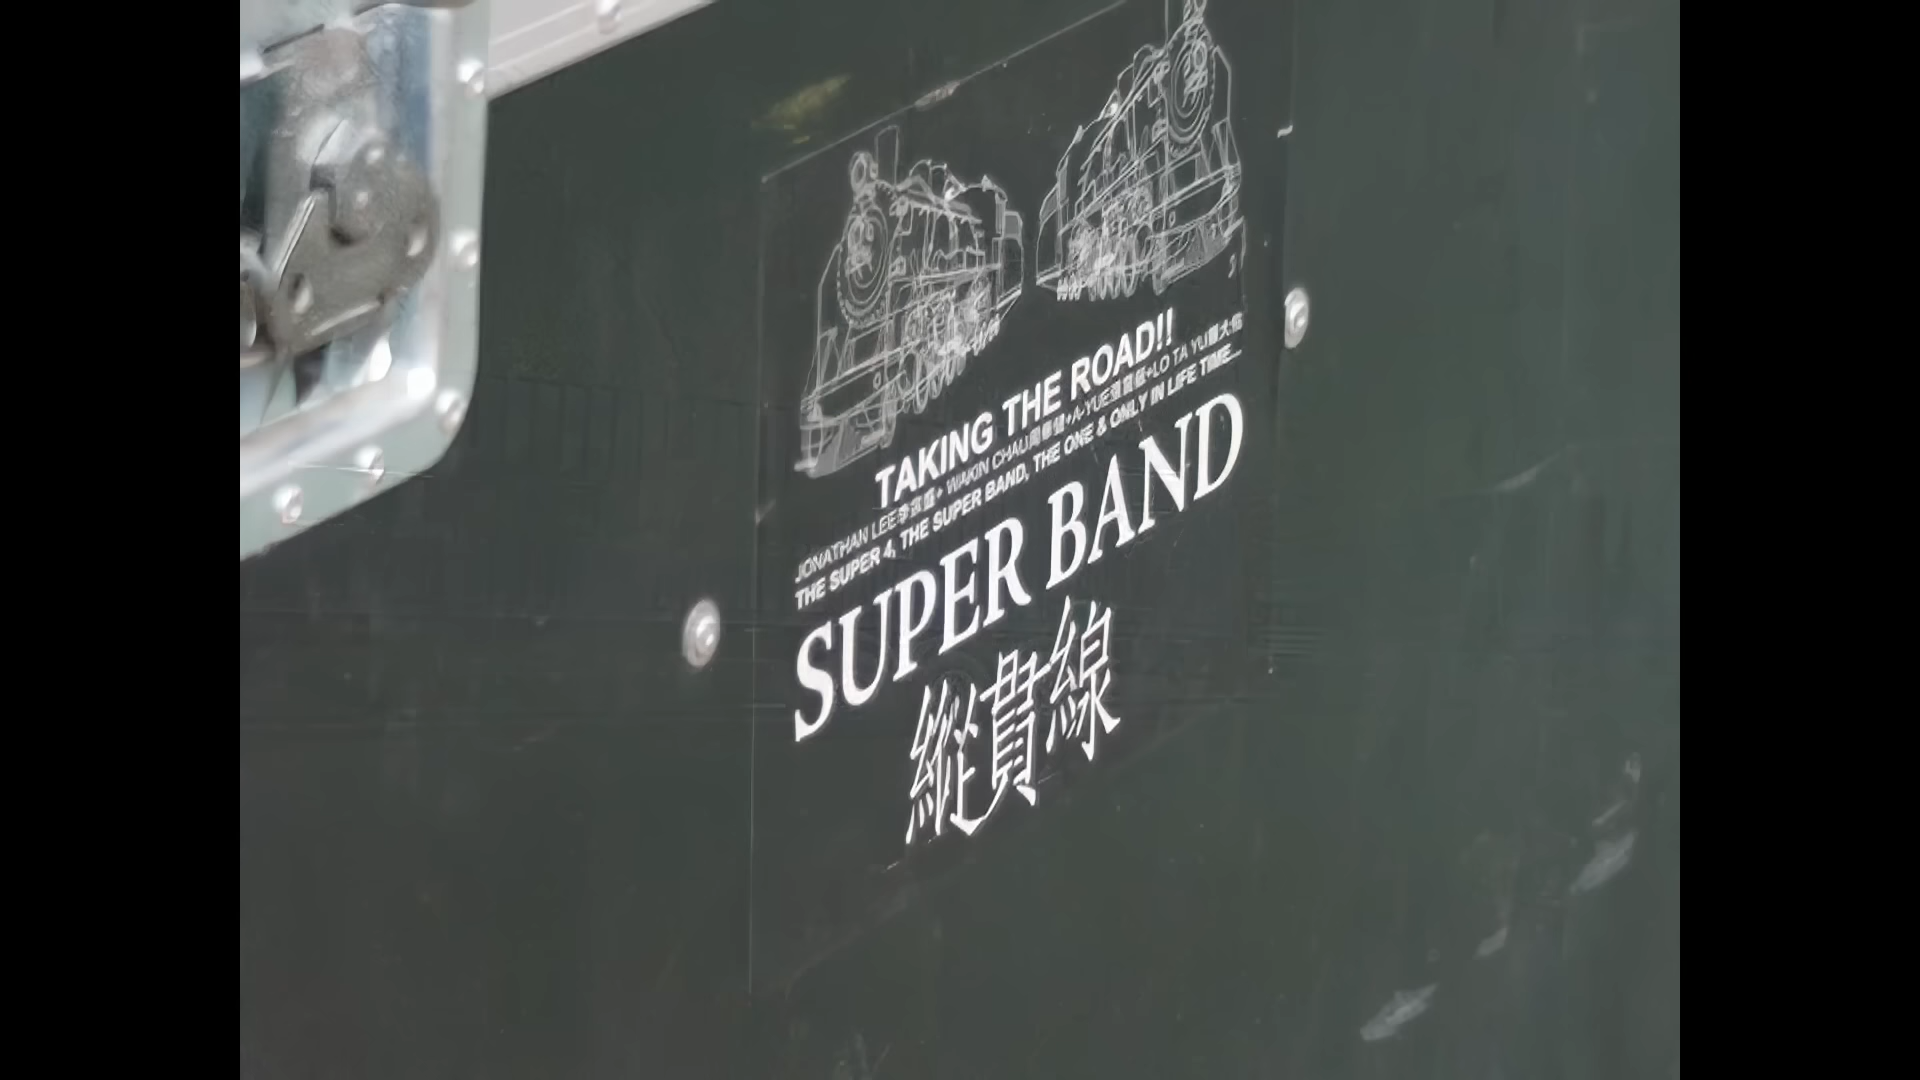 TAKING THE ROAD!!
JONATHAN LEE李宗盛+ WAKIN CHAU周華健+A-YUE張震嶽+LO TA YU羅大佑
THE SUPER 4, THE SUPER BAND, THE ONE & ONLY IN LIFE TIME...
SUPER BAND
縱貫線